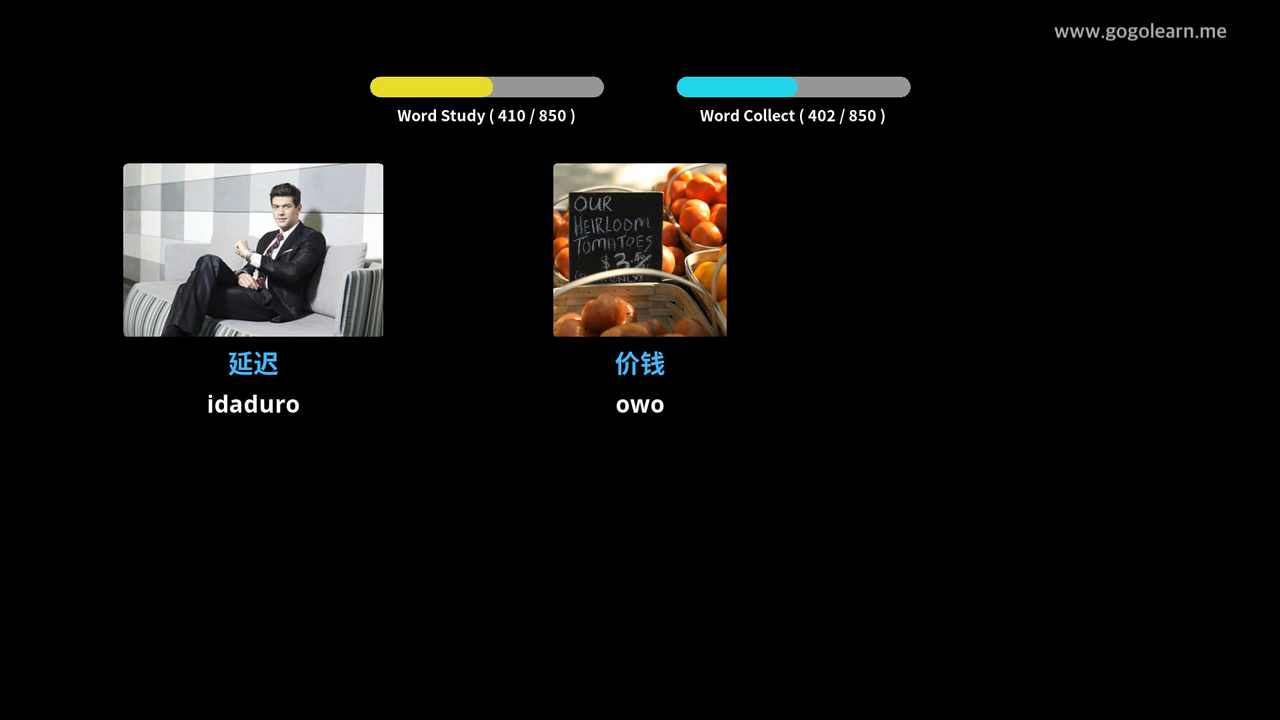 www.gogolearn.me
Word Study ( 410 / 850 )
Word Collect ( 402 / 850 )
OUR
HEIRLOOM
TOMATOES
延迟
价钱
idaduro
owo